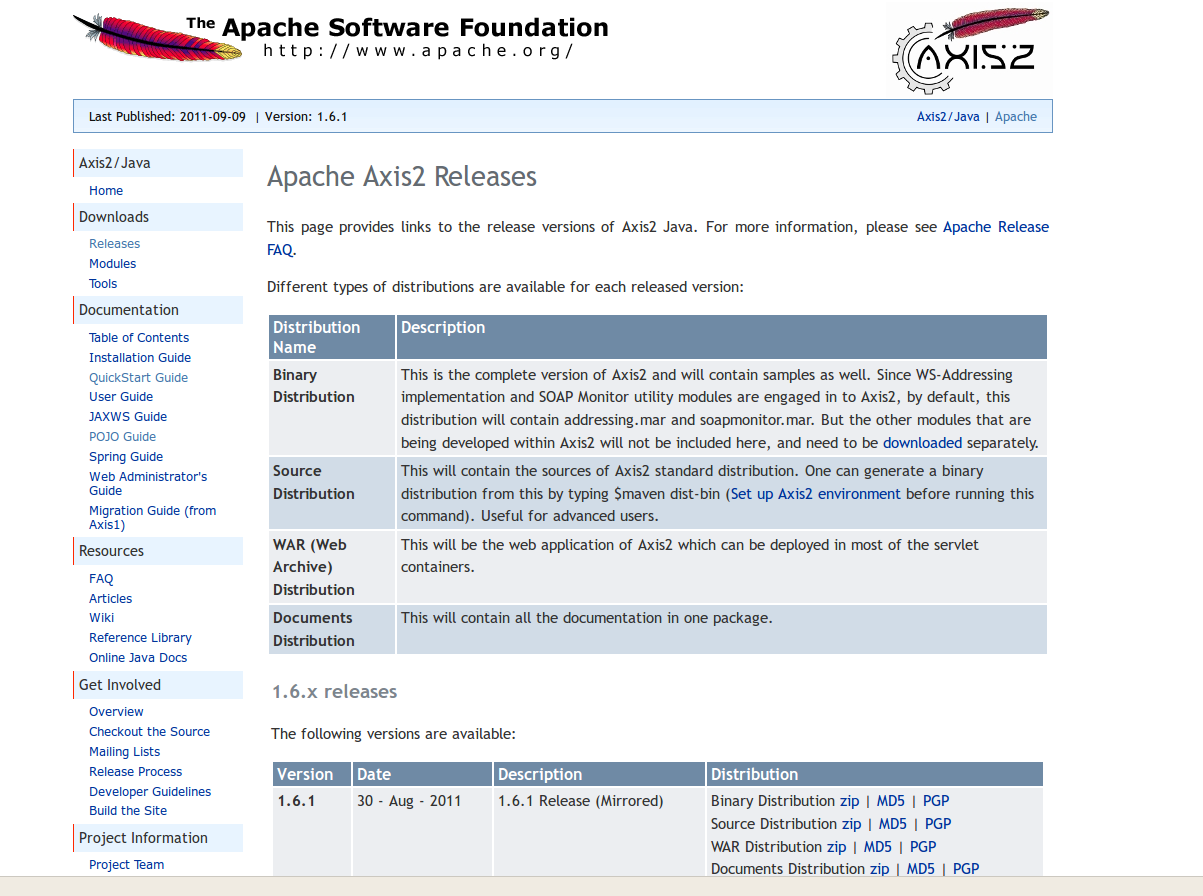 The Apache Software Foundation
http://www.apache.org/
AXIS2
Last Published: 2011-09-09 | Version: 1.6.1
Axis2/Java | Apache
Axis2/Java
Home
Downloads
Releases
Modules
Tools
Documentation
Table of Contents
Installation Guide
QuickStart Guide
User Guide
JAXWS Guide
POJO Guide
Spring Guide
Web Administrator's
Guide
Migration Guide (from
Axis1)
Resources
FAQ
Articles
Wiki
Reference Library
Online Java Docs
Get Involved
Overview
Checkout the Source
Mailing Lists
Release Process
Developer Guidelines
Build the Site
Project Information
Project Team
Apache Axis2 Releases
This page provides links to the release versions of Axis2 Java. For more information, please see Apache Release
FAQ.
Different types of distributions are available for each released version:
Distribution
Name
Description
Binary
Distribution
This is the complete version of Axis2 and will contain samples as well. Since WS-Addressing
implementation and SOAP Monitor utility modules are engaged in to Axis2, by default, this
distribution will contain addressing.mar and soapmonitor.mar. But the other modules that are
being developed within Axis2 will not be included here, and need to be downloaded separately.
Source
Distribution
This will contain the sources of Axis2 standard distribution. One can generate a binary
distribution from this by typing $maven dist-bin (Set up Axis2 environment before running this
command). Useful for advanced users.
WAR (Web
Archive)
Distribution
This will be the web application of Axis2 which can be deployed in most of the servlet
containers.
Documents
Distribution
This will contain all the documentation in one package.
1.6.x releases
The following versions are available:
Version
Date
Description
Distribution
1.6.1
30 - Aug - 2011
1.6.1 Release (Mirrored)
Binary Distribution zip | MD5 | PGP
Source Distribution zip | MD5 | PGP
WAR Distribution zip | MD5 | PGP
Documents Distribution zip | MD5 | PGP